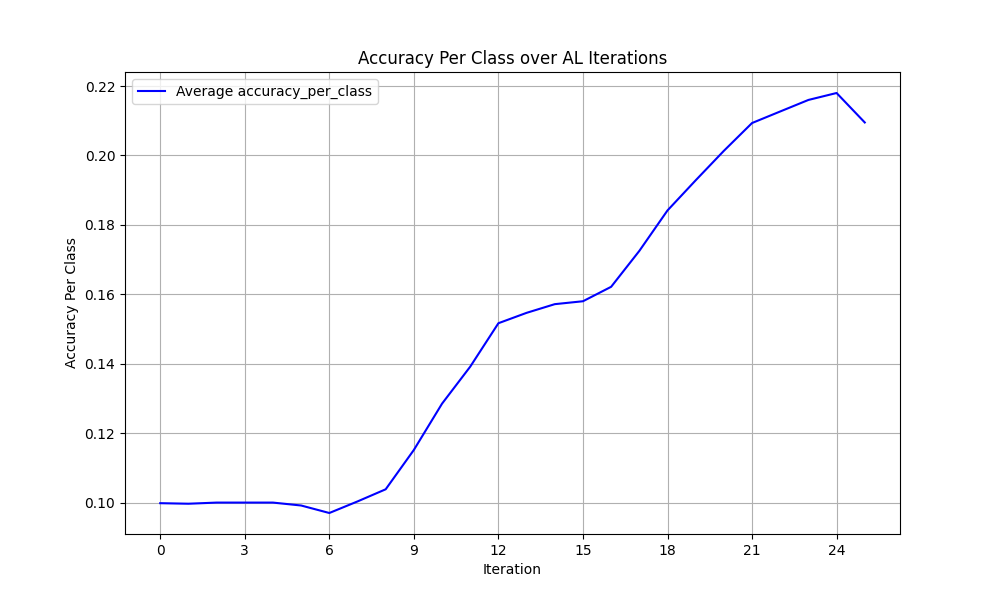 Accuracy Per Class over AL Iterations
Average accuracy_per_class
Accuracy Per Class
0.22
0.20
0.18
0.16
0.14
0.12
0.10
0 3 6 9 12 15 18 21 24
Iteration